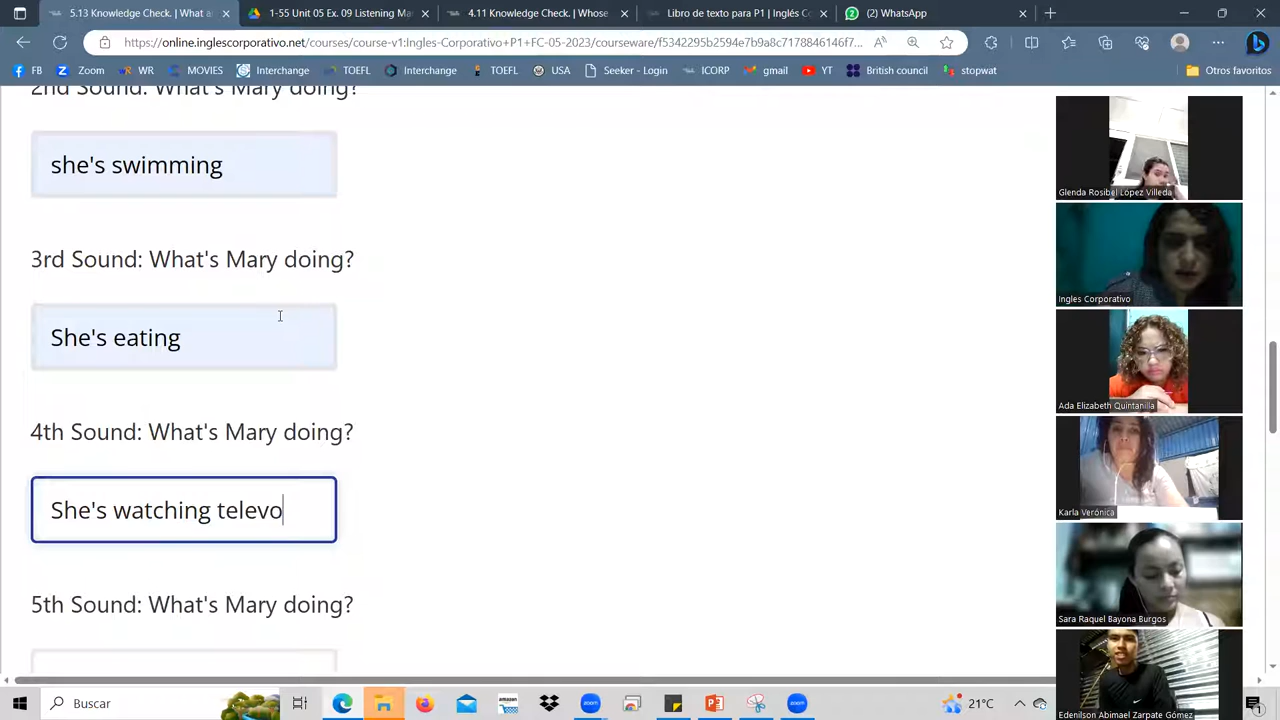 5.13 Knowledge Check. [ What a
1-55 Unit 05 Ex. 09 Listening Ma
4.11 Knowledge Check. [ Whose
Libro de texto para P1 | Inglés Co
(2) WhatsApp
https://online.inglescorporativo.net/courses/course-v1:Ingles-Corporativo+P1+FC-05-2023/courseware/f5342295b2594e7b9a8c7178846146f7...
FB
Zoom
WR
MOVIES
Interchange
TOEFL
Interchange
TOEFL
USA
Seeker - Login
ICORP
gmail
YT
British council
stopwat
Otros favoritos
2nd Sound: What's Mary doing?
she's swimming
3rd Sound: What's Mary doing?
She's eating
4th Sound: What's Mary doing?
She's watching televo
5th Sound: What's Mary doing?
Glenda Rosibel López Villeda
Ingles Corporativo
Ada Elizabeth Quintanilla
Karla Verónica
Sara Raquel Bayona Burgos
Edenilson Abimael Zarpate Gómez
Buscar
21°C